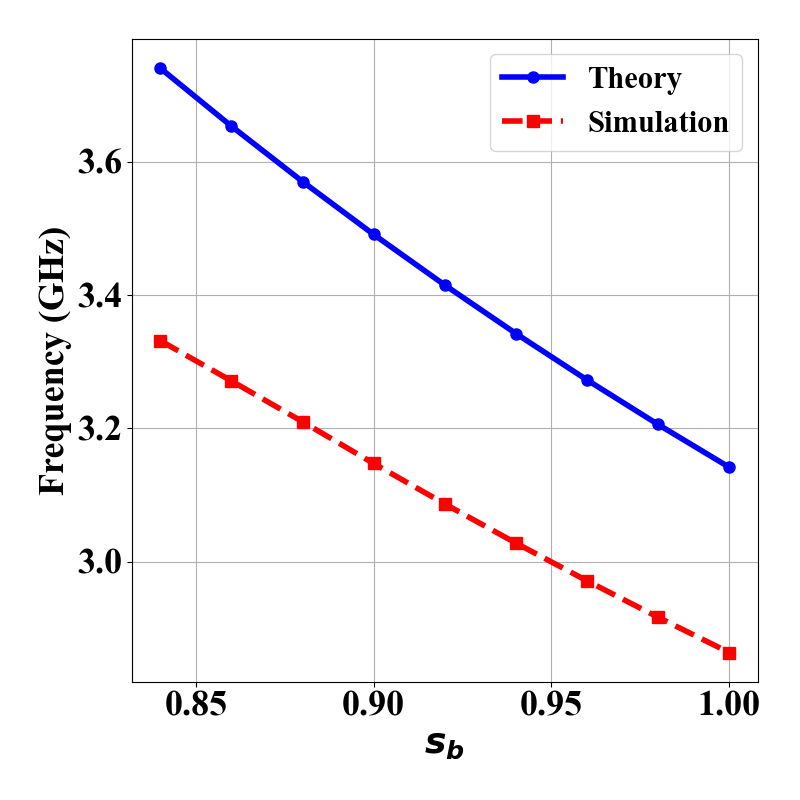 Theory
Simulation
Frequency (GHz)
3.6
3.4
3.2
3.0
0.85 0.90 0.95 1.00
s_b